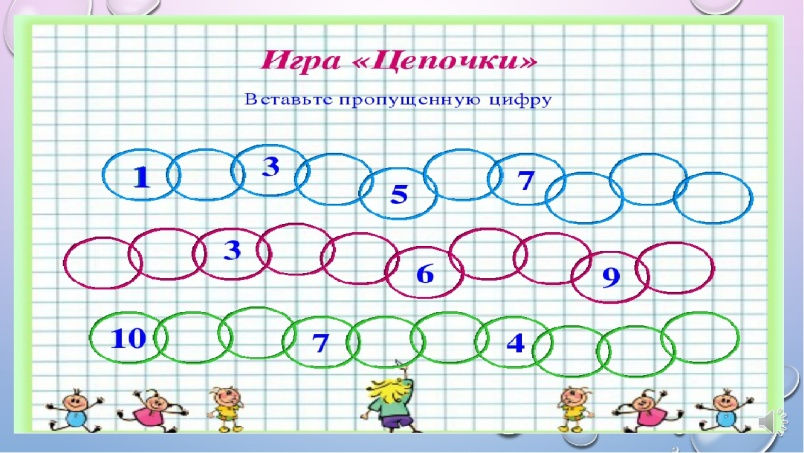 Игра «Цепочки»
Вставьте пропущенную цифру
1 3 5 7
3 6 9
10 7 4